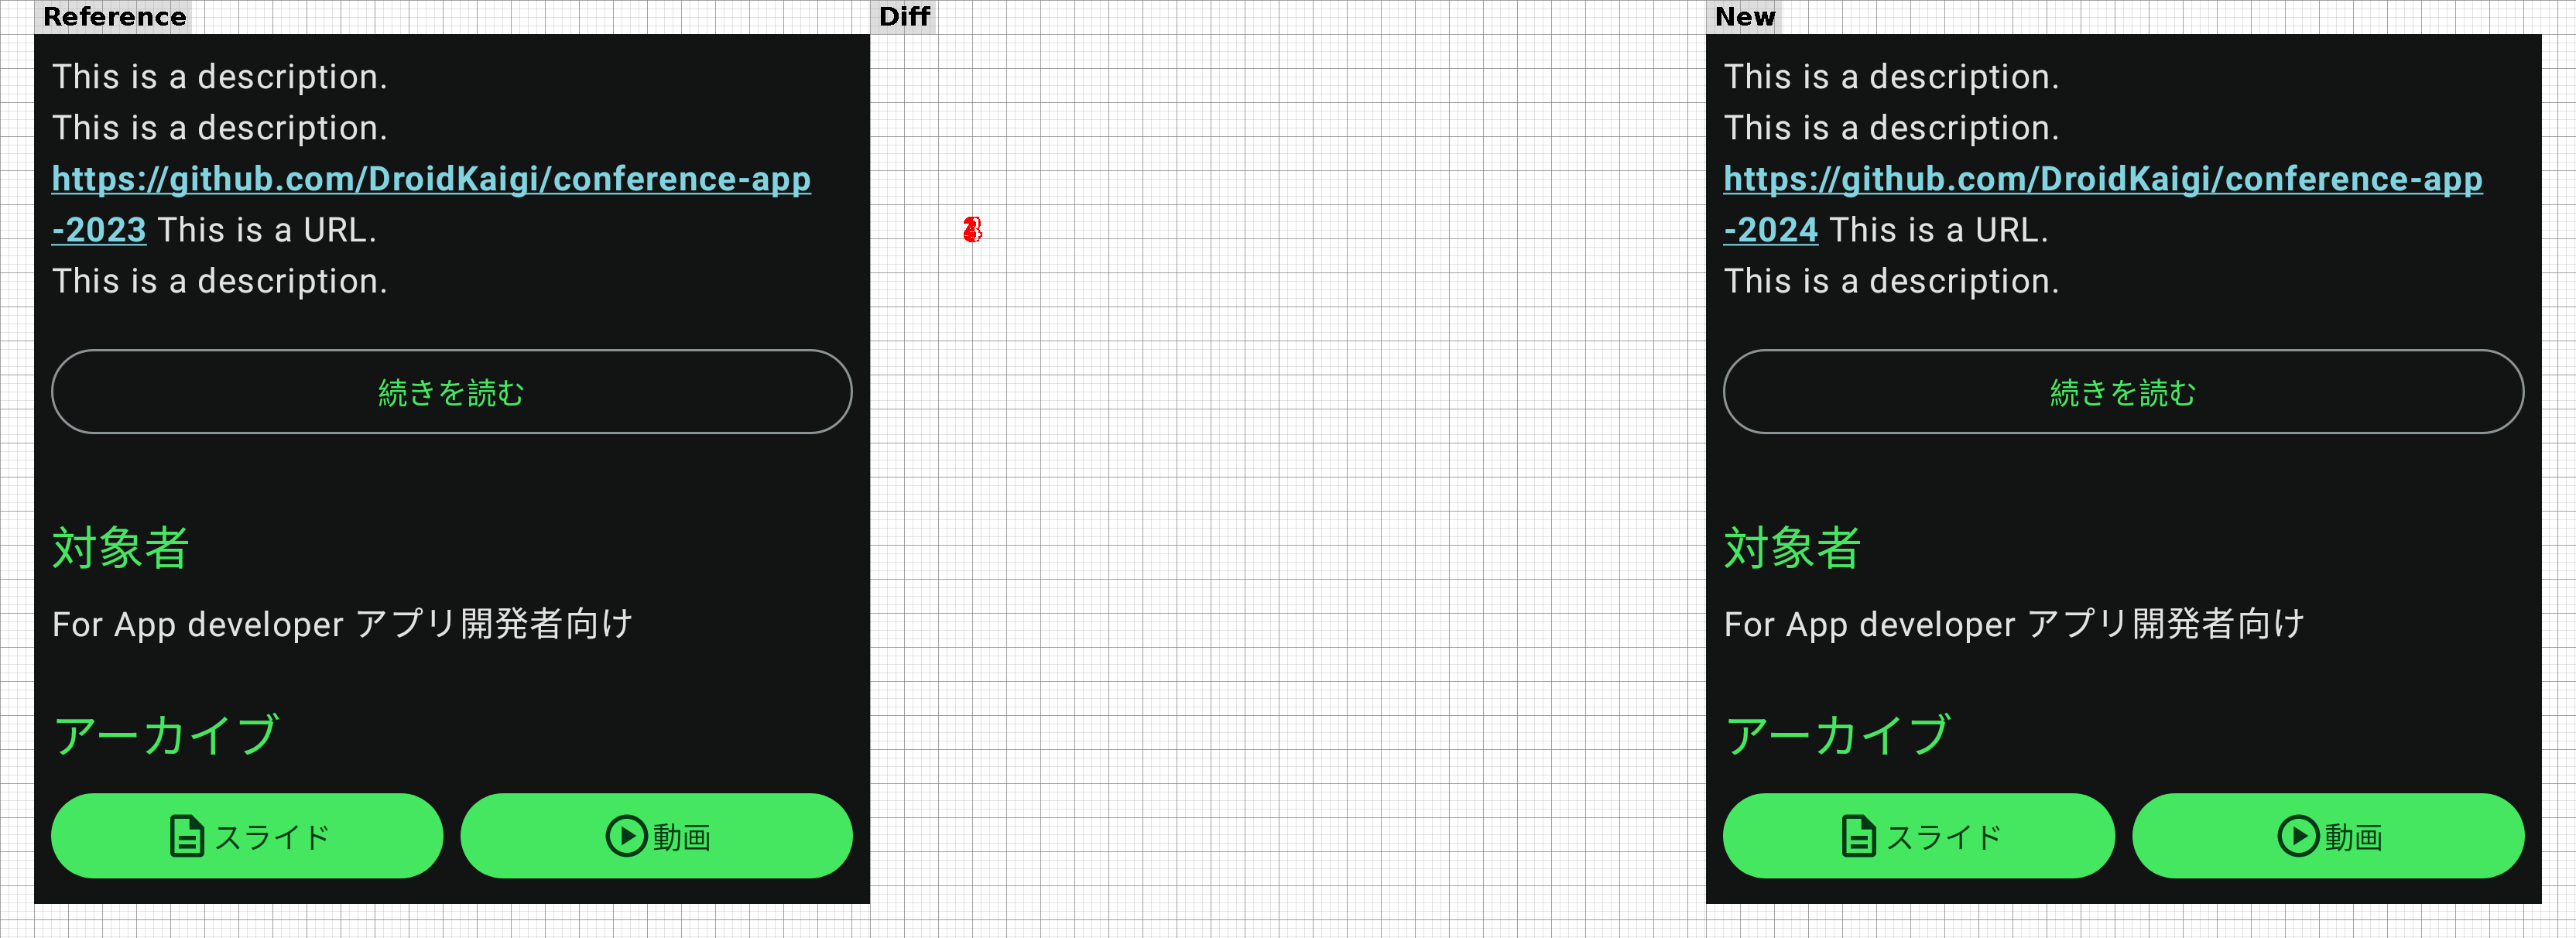 Reference
This is a description.
This is a description.
https://github.com/DroidKaigi/conference-app
-2023 This is a URL.
This is a description.
続きを読む
対象者
For App developer アプリ開発者向け
アーカイブ
スライド
動画
Diff
New
This is a description.
This is a description.
https://github.com/DroidKaigi/conference-app
-2024 This is a URL.
This is a description.
続きを読む
対象者
For App developer アプリ開発者向け
アーカイブ
スライド
動画